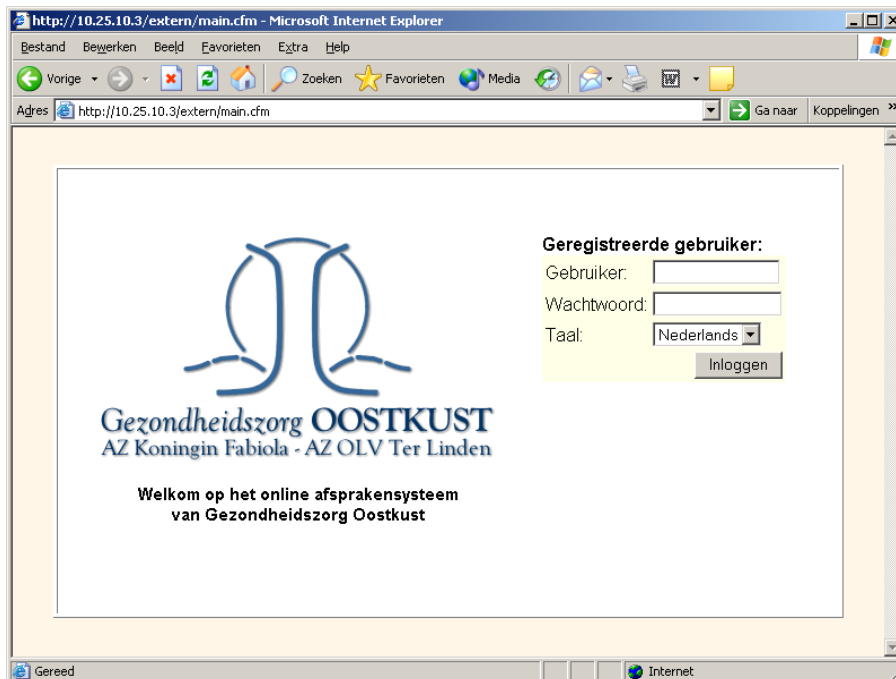 http://10.25.10.3/extern/main.cfm - Microsoft Internet Explorer
Bestand Bewerken Beeld Favorieten Extra Help
Vorige Zoeken Favorieten Media
Adres http://10.25.10.3/extern/main.cfm Ga naar Koppelingen »
Geregistreerde gebruiker:
Gebruiker:
Wachtwoord:
Taal: Nederlands
Inloggen
Gezondheidszorg OOSTKUST
AZ Koningin Fabiola - AZ OLV Ter Linden
Welkom op het online afsprakensysteem
van Gezondheidszorg Oostkust
Gereed Internet